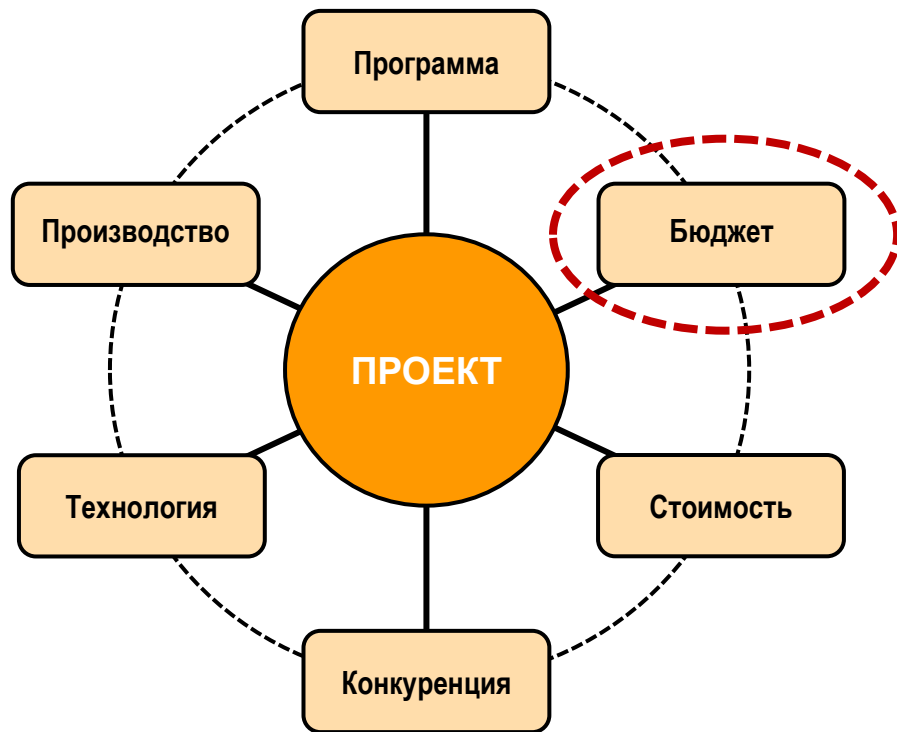 Программа
Производство
Бюджет
ПРОЕКТ
Технология
Стоимость
Конкуренция